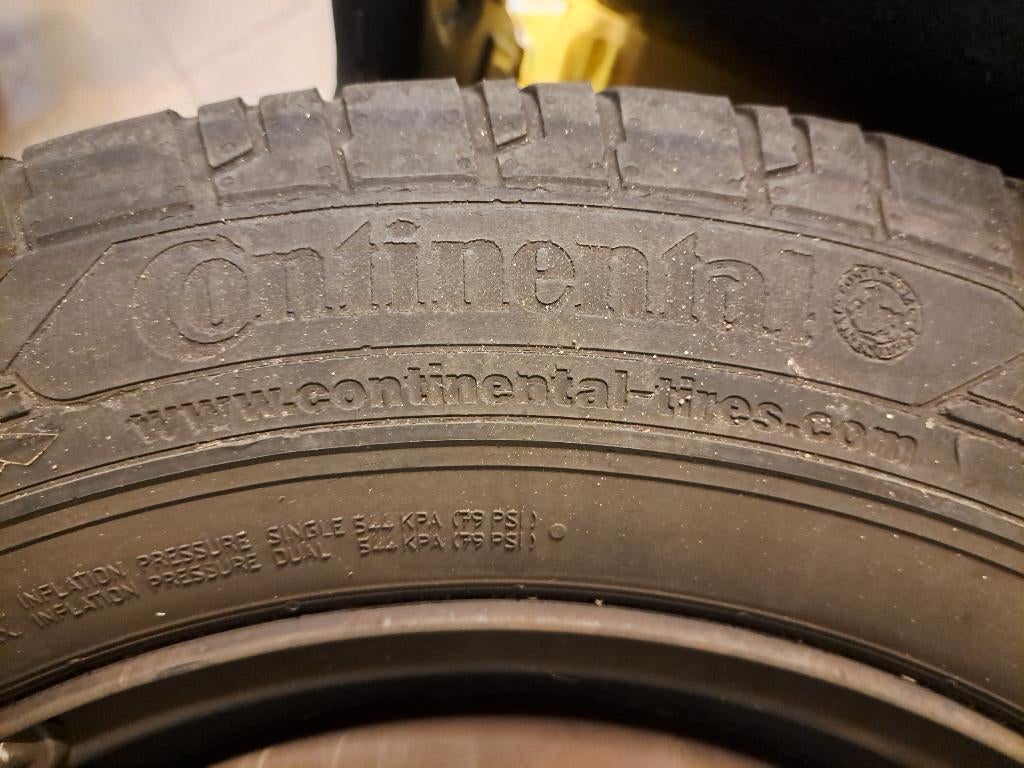 Continental
www.continental-tires.com
INFLATION PRESSURE SINGLE 544 KPA (79 PSI)
INFLATION PRESSURE DUAL 544 KPA (79 PSI)